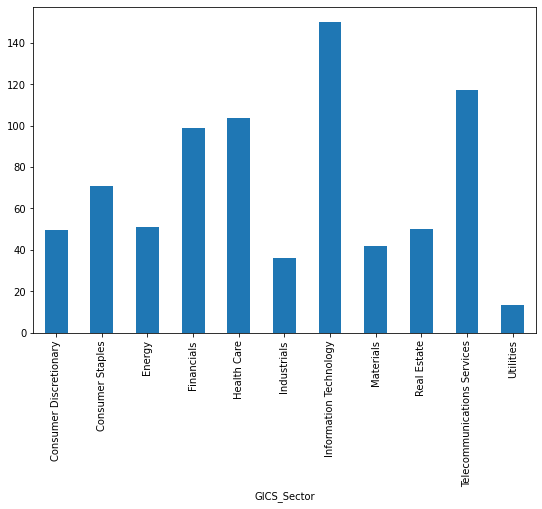 140
120
100
80
60
40
20
0
Consumer Discretionary
Consumer Staples
Energy
Financials
Health Care
Industrials
Information Technology
Materials
Real Estate
Telecommunications Services
Utilities
GICS_Sector